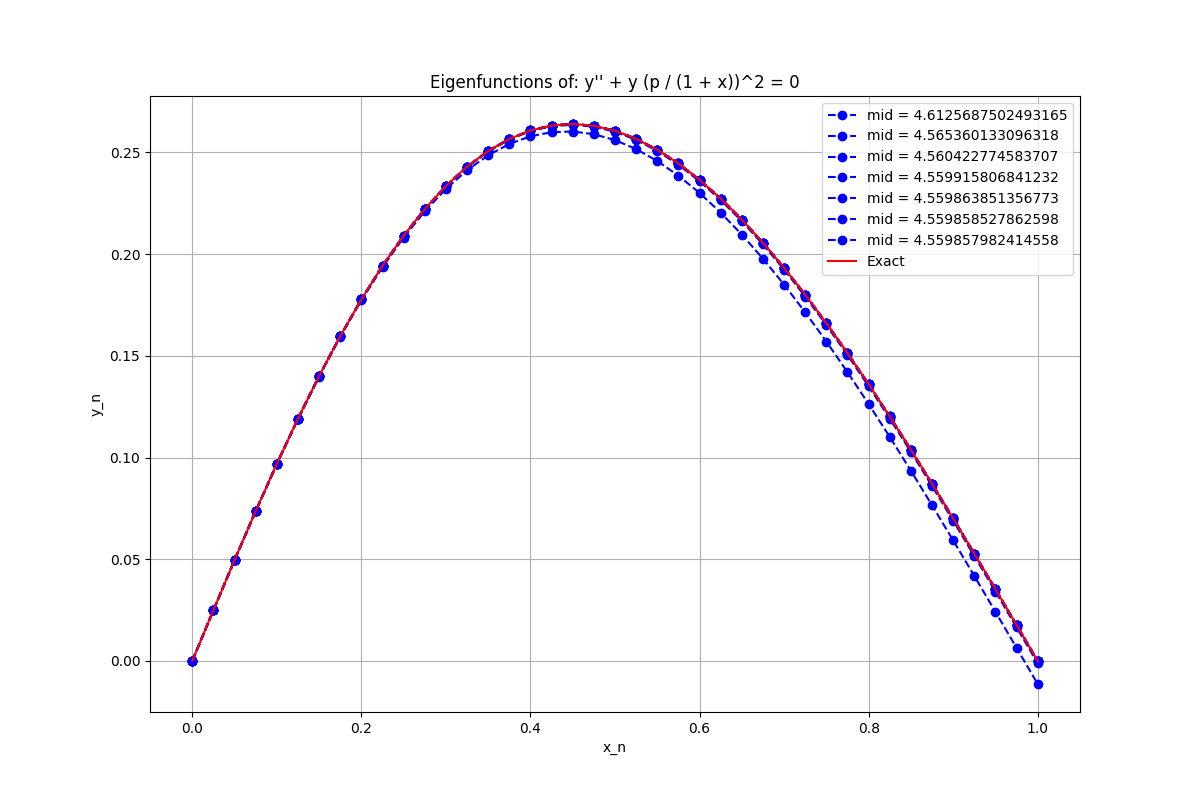 Eigenfunctions of: y'' + y (p / (1 + x))^2 = 0
mid = 4.6125687502493165
mid = 4.565360133096318
mid = 4.560422774583707
mid = 4.559915806841232
mid = 4.559863851356773
mid = 4.559858527862598
mid = 4.559857982414558
Exact
y_n
0.25
0.20
0.15
0.10
0.05
0.00
0.0 0.2 0.4 0.6 0.8 1.0
x_n